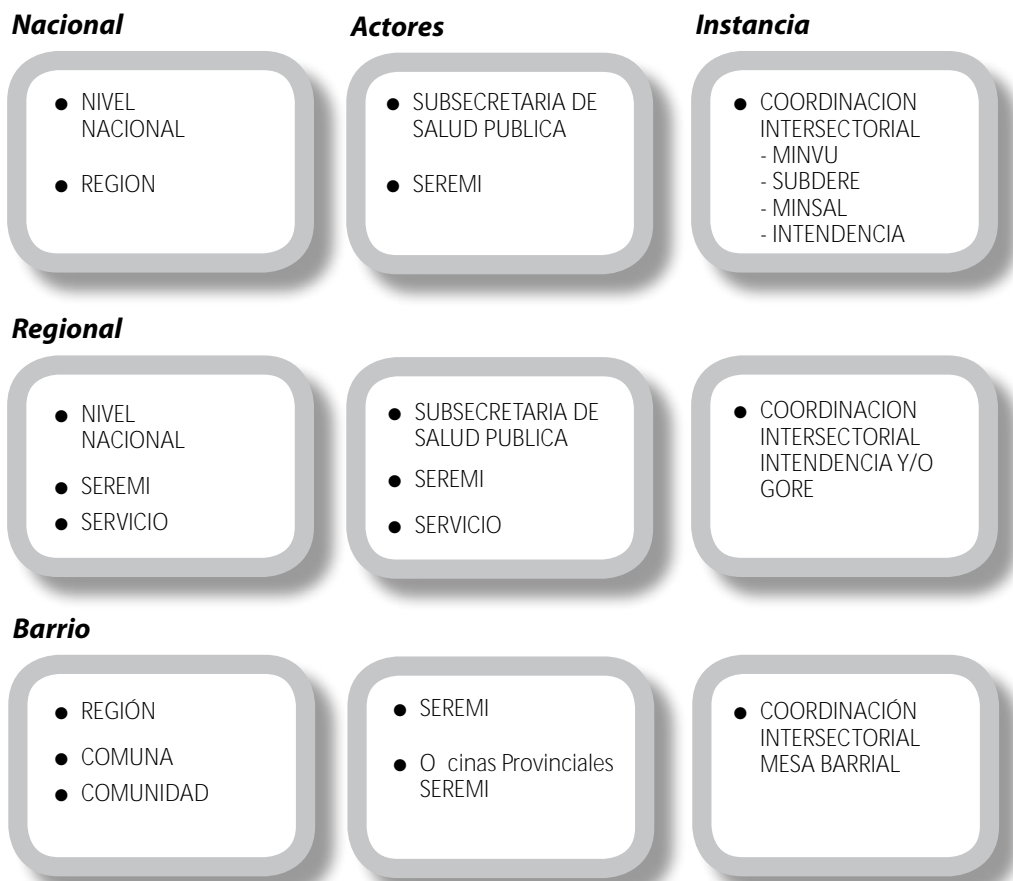 Nacional
Actores
Instancia
● NIVEL
NACIONAL
● REGION
● SUBSECRETARIA DE
SALUD PUBLICA
● SEREMI
● COORDINACION
INTERSECTORIAL
- MINVU
- SUBDERE
- MINSAL
- INTENDENCIA
Regional
● NIVEL
NACIONAL
● SEREMI
● SERVICIO
● SUBSECRETARIA DE
SALUD PUBLICA
● SEREMI
● SERVICIO
● COORDINACION
INTERSECTORIAL
INTENDENCIA Y/O
GORE
Barrio
● REGIÓN
● COMUNA
● COMUNIDAD
● SEREMI
● O cinas Provinciales
SEREMI
● COORDINACIÓN
INTERSECTORIAL
MESA BARRIAL